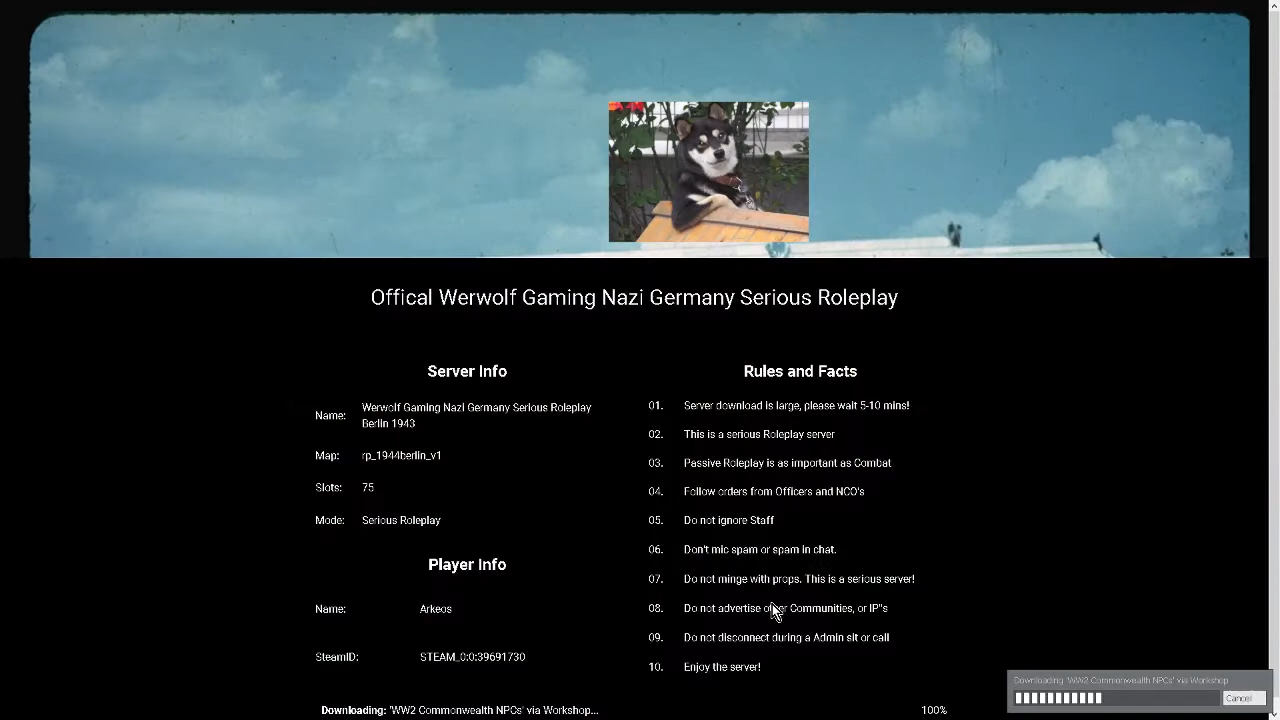 Offical Werwolf Gaming Nazi Germany Serious Roleplay
Server Info
Name: Werwolf Gaming Nazi Germany Serious Roleplay
Berlin 1943
Map: rp_1944berlin_v1
Slots: 75
Mode: Serious Roleplay
Player Info
Name: Arkeos
SteamID: STEAM_0:0:39691730
Rules and Facts
01. Server download is large, please wait 5-10 mins!
02. This is a serious Roleplay server
03. Passive Roleplay is as important as Combat
04. Follow orders from Officers and NCO's
05. Do not ignore Staff
06. Don't mic spam or spam in chat.
07. Do not minge with props. This is a serious server!
08. Do not advertise other Communities, or IP"s
09. Do not disconnect during a Admin sit or call
10. Enjoy the server!
Downloading 'WW2 Commonwealth NPCs' via Workshop
Cancel
Downloading: 'WW2 Commonwealth NPCs' via Workshop... 100%